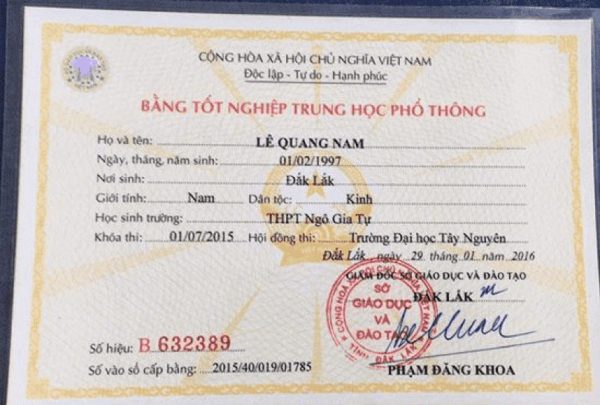 CỘNG HÒA XÃ HỘI CHỦ NGHĨA VIỆT NAM
Độc lập - Tự do - Hạnh phúc
BẰNG TỐT NGHIỆP TRUNG HỌC PHỔ THÔNG
Họ và tên: LÊ QUANG NAM
Ngày, tháng, năm sinh: 01/02/1997
Nơi sinh: Đắk Lắk
Giới tính: Nam Dân tộc: Kinh
Học sinh trường: THPT Ngô Gia Tự
Khóa thi: 01/07/2015 Hội đồng thi: Trường Đại học Tây Nguyên
Đắk Lắk, ngày 29 tháng 01 năm 2016
GIÁM ĐỐC SỞ GIÁO DỤC VÀ ĐÀO TẠO
ĐẮK LẮK
SỞ
GIÁO DỤC
VÀ
ĐÀO TẠO
TỈNH ĐẮK LẮK
Số hiệu: B 632389
Số vào sổ cấp bằng: 2015/40/019/01785
PHẠM ĐĂNG KHOA